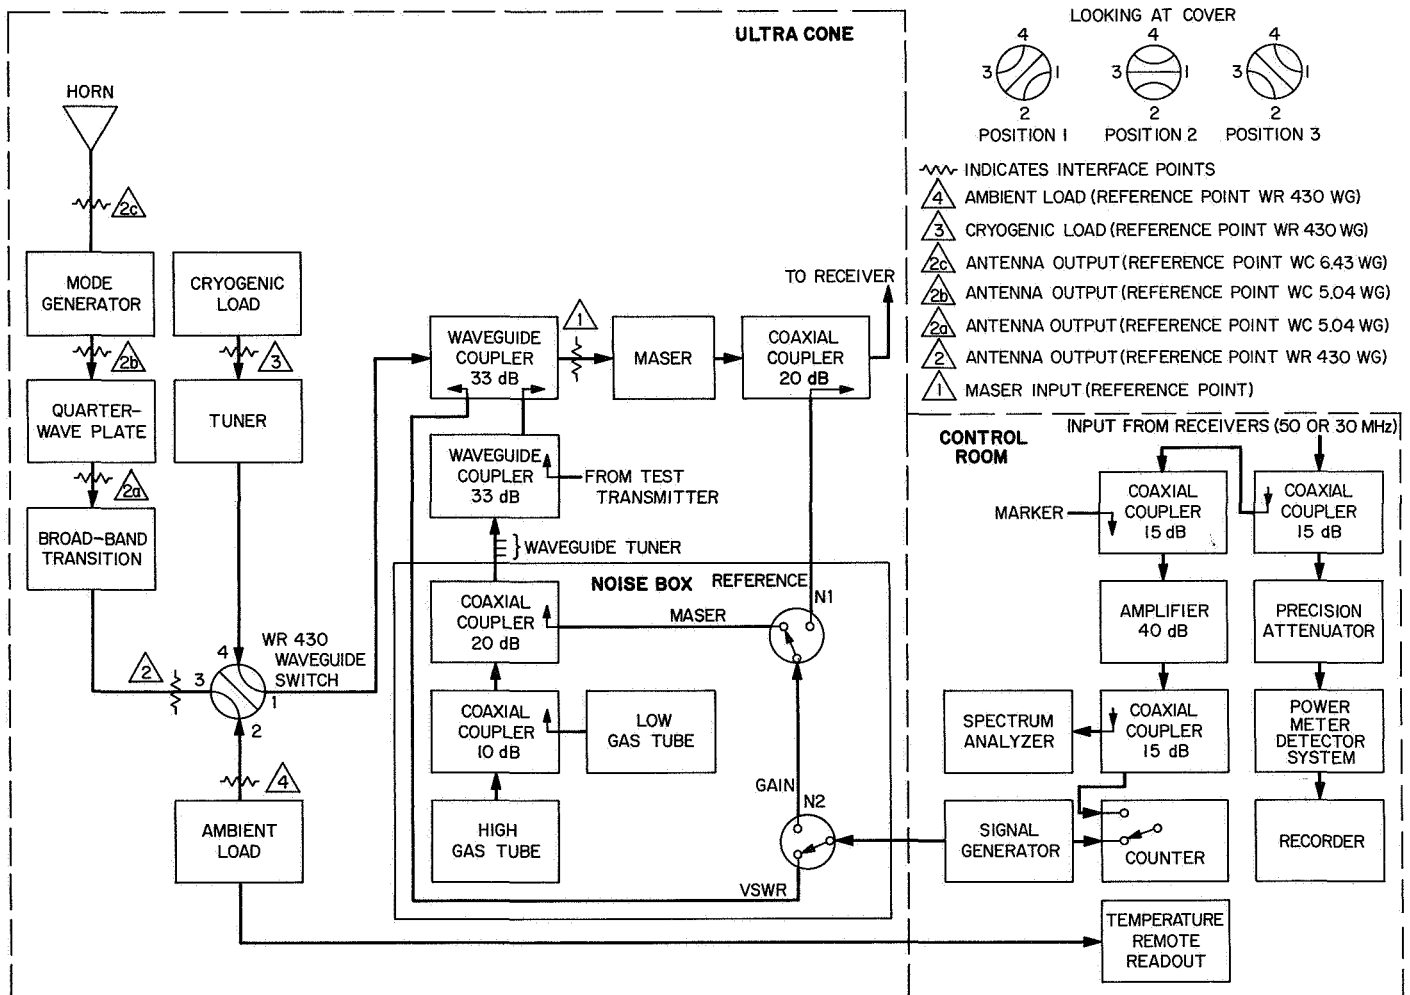 ULTRA CONE
HORN
2c
MODE
GENERATOR
2b
QUARTER-
WAVE PLATE
2a
BROAD-BAND
TRANSITION
CRYOGENIC
LOAD
3
TUNER
WR 430
WAVEGUIDE
SWITCH
4
3
1
2
2
4
AMBIENT
LOAD
WAVEGUIDE
COUPLER
33 dB
1
MASER
COAXIAL
COUPLER
20 dB
TO RECEIVER
WAVEGUIDE
COUPLER
33 dB
FROM TEST
TRANSMITTER
} WAVEGUIDE TUNER
NOISE BOX
REFERENCE
N1
COAXIAL
COUPLER
20 dB
MASER
COAXIAL
COUPLER
10 dB
LOW
GAS TUBE
HIGH
GAS TUBE
GAIN
N2
VSWR
LOOKING AT COVER
4
3
1
2
POSITION 1
4
3
1
2
POSITION 2
4
3
1
2
POSITION 3
INDICATES INTERFACE POINTS
4 AMBIENT LOAD (REFERENCE POINT WR 430 WG)
3 CRYOGENIC LOAD (REFERENCE POINT WR 430 WG)
2c ANTENNA OUTPUT (REFERENCE POINT WC 6.43 WG)
2b ANTENNA OUTPUT (REFERENCE POINT WC 5.04 WG)
2a ANTENNA OUTPUT (REFERENCE POINT WC 5.04 WG)
2 ANTENNA OUTPUT (REFERENCE POINT WR 430 WG)
1 MASER INPUT (REFERENCE POINT)
CONTROL
ROOM
INPUT FROM RECEIVERS (50 OR 30 MHz)
MARKER
COAXIAL
COUPLER
15 dB
COAXIAL
COUPLER
15 dB
AMPLIFIER
40 dB
PRECISION
ATTENUATOR
SPECTRUM
ANALYZER
COAXIAL
COUPLER
15 dB
POWER
METER
DETECTOR
SYSTEM
SIGNAL
GENERATOR
COUNTER
RECORDER
TEMPERATURE
REMOTE
READOUT